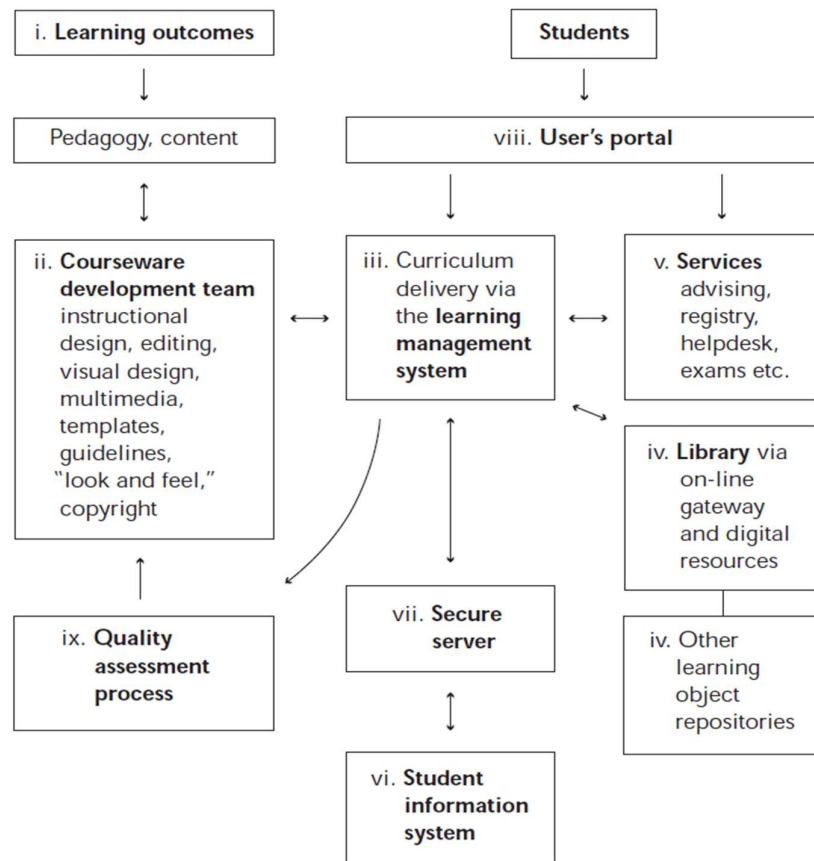 i. Learning outcomes
Students
Pedagogy, content
viii. User’s portal
ii. Courseware
development team
instructional
design, editing,
visual design,
multimedia,
templates,
guidelines,
“look and feel,”
copyright
iii. Curriculum
delivery via
the learning
management
system
v. Services
advising,
registry,
helpdesk,
exams etc.
iv. Library via
on-line
gateway
and digital
resources
ix. Quality
assessment
process
vii. Secure
server
iv. Other
learning
object
repositories
vi. Student
information
system